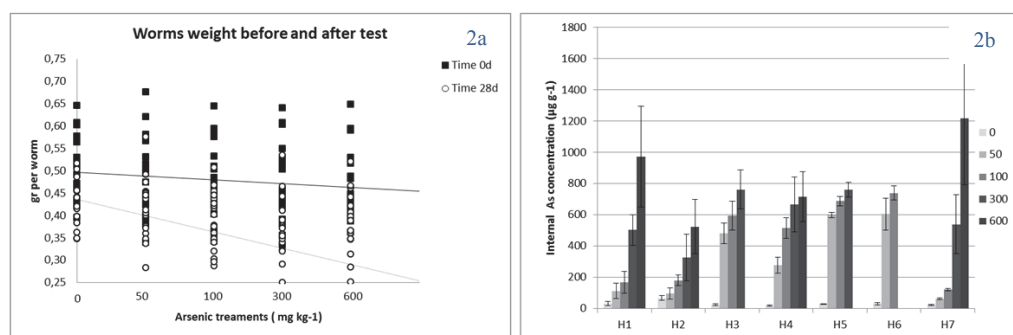 Worms weight before and after test
2a
0,75
0,70
0,65
0,60
0,55
0,50
0,45
0,40
0,35
0,30
0,25
gr per worm
0 50 100 300 600
Arsenic treaments ( mg kg-1)
Time 0d
Time 28d
2b
1800
1600
1400
1200
1000
800
600
400
200
0
Internal As concentration (µg g-1)
H1 H2 H3 H4 H5 H6 H7
0
50
100
300
600